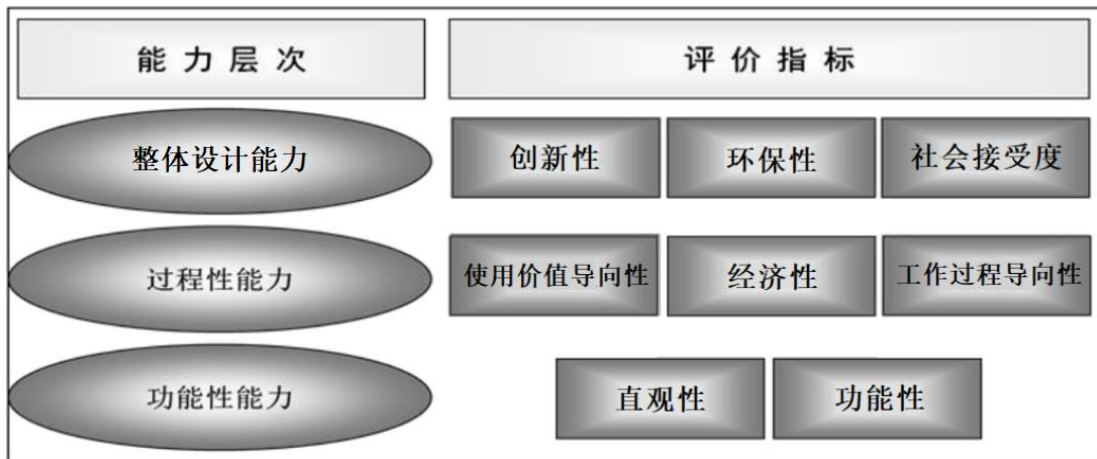 能力层次 评价指标
整体设计能力 创新性 环保性 社会接受度
过程性能力 使用价值导向性 经济性 工作过程导向性
功能性能力 直观性 功能性